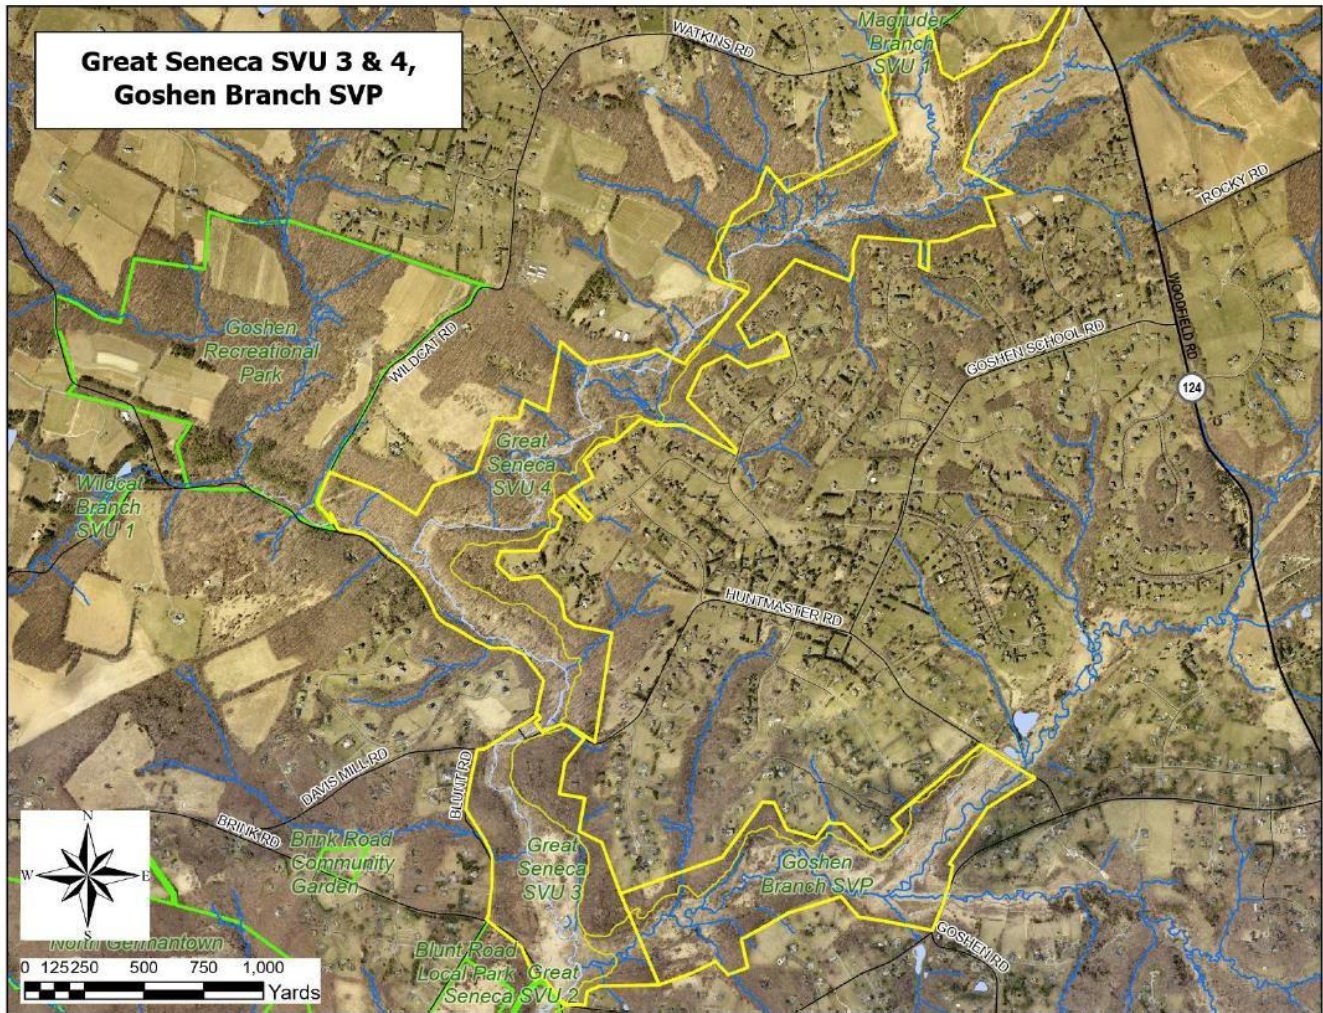 Great Seneca SVU 3 & 4,
Goshen Branch SVP
WATKINS RD
Magruder
Branch
SVU 1
ROCKY RD
WOODFIELD RD
124
GOSHEN SCHOOL RD
Goshen
Recreational
Park
WILDCAT RD
Great
Seneca
SVU 4
Wildcat
Branch
SVU 1
HUNTMASTER RD
DAVIS MILL RD
BLUNT RD
BRINK RD
Brink Road
Community
Garden
Great
Seneca
SVU 3
Goshen
Branch SVP
GOSHEN RD
N
W
E
S
North Germantown
Blunt Road
Local Park
Great
Seneca SVU 2
0 125 250 500 750 1,000
Yards